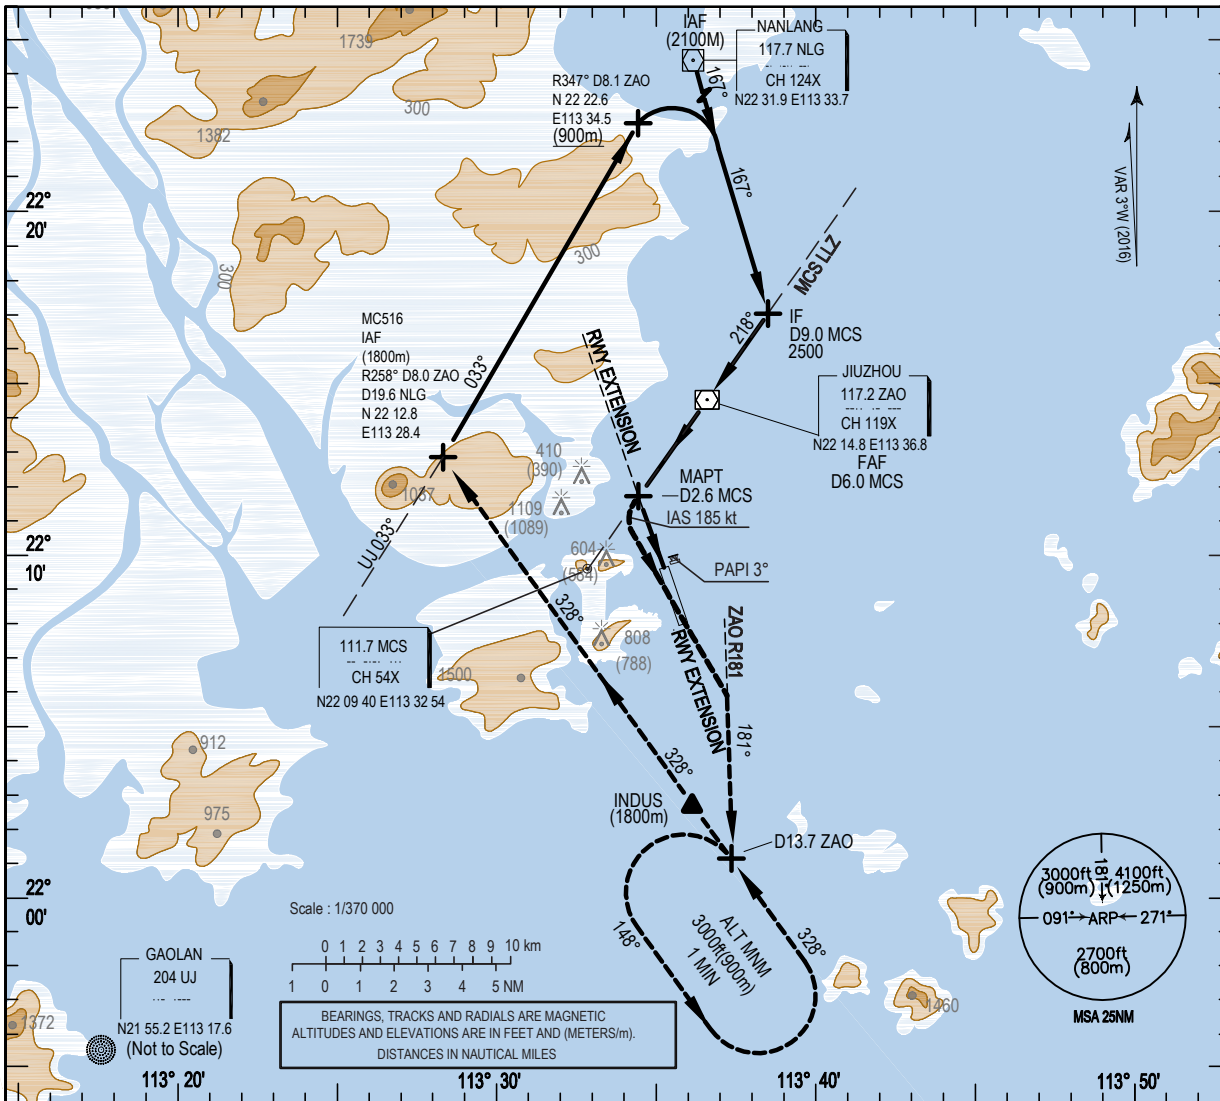 IAF
(2100M)
NANLANG
117.7 NLG
CH 124X
N22 31.9 E113 33.7
1739
1382
300
300
300
R347° D8.1 ZAO
N 22 22.6
E113 34.5
(900m)
167°
167°
VAR 3°W (2016)
22°
20'
MCS LLZ
218°
IF
D9.0 MCS
2500
MC516
IAF
(1800m)
R258° D8.0 ZAO
D19.6 NLG
N 22 12.8
E113 28.4
033°
RWY EXTENSION
JIUZHOU
117.2 ZAO
CH 119X
N22 14.8 E113 36.8
FAF
D6.0 MCS
410
(390)
1037
1109
(1089)
MAPT
D2.6 MCS
IAS 185 kt
UJ 033°
604
(584)
PAPI 3°
22°
10'
328°
ZAO R181
RWY EXTENSION
111.7 MCS
CH 54X
N22 09 40 E113 32 54
808
(788)
1500
181°
328°
912
975
INDUS
(1800m)
D13.7 ZAO
22°
00'
148°
ALT MNM
3000ft(900m)
1 MIN
328°
3000ft
(900m)
181°
4100ft
(1250m)
091° ARP 271°
2700ft
(800m)
MSA 25NM
Scale : 1/370 000
0 1 2 3 4 5 6 7 8 9 10 km
1 0 1 2 3 4 5 NM
GAOLAN
204 UJ
N21 55.2 E113 17.6
(Not to Scale)
1372
1460
BEARINGS, TRACKS AND RADIALS ARE MAGNETIC
ALTITUDES AND ELEVATIONS ARE IN FEET AND (METERS/m).
DISTANCES IN NAUTICAL MILES
113° 20'
113° 30'
113° 40'
113° 50'